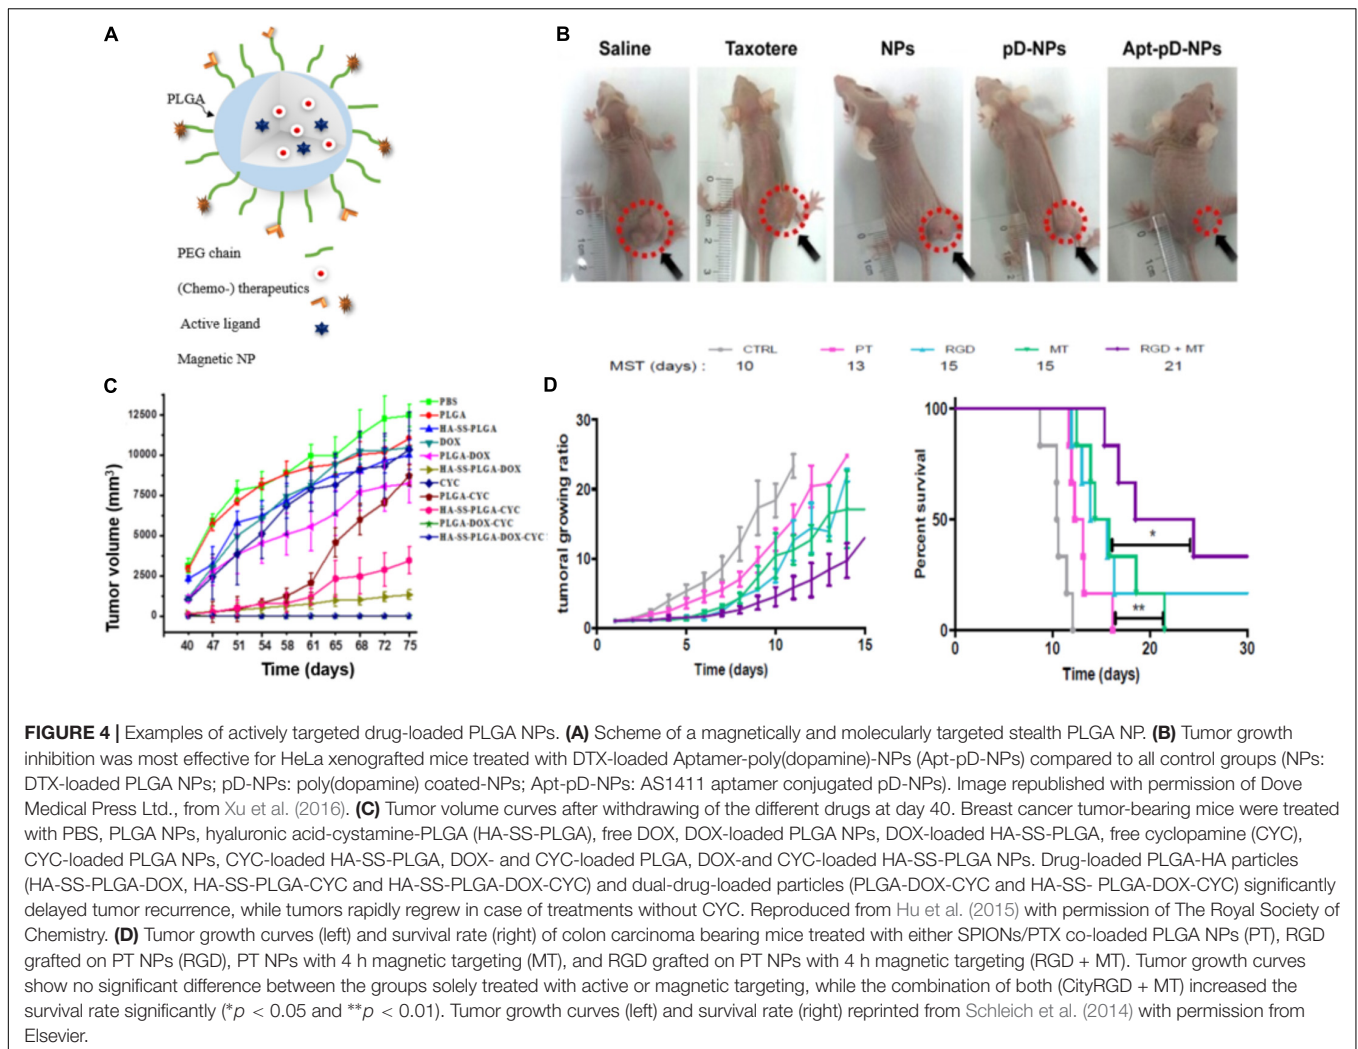 A
PLGA
PEG chain
(Chemo-) therapeutics
Active ligand
Magnetic NP
B
Saline Taxotere NPs pD-NPs Apt-pD-NPs
CTRL PT RGD MT RGD + MT
MST (days) : 10 13 15 15 21
C
Tumor volume (mm³)
12500
10000
7500
5000
2500
0
40 47 51 54 58 61 65 68 72 75
Time (days)
PBS
PLGA
HA-SS-PLGA
DOX
PLGA-DOX
HA-SS-PLGA-DOX
CYC
PLGA-CYC
HA-SS-PLGA-CYC
PLGA-DOX-CYC
HA-SS-PLGA-DOX-CYC
D
tumoral growing ratio
30
20
10
0
0 5 10 15
Time (days)
Percent survival
100
50
0
*
**
0 10 20 30
Time (days)
FIGURE 4 | Examples of actively targeted drug-loaded PLGA NPs. (A) Scheme of a magnetically and molecularly targeted stealth PLGA NP. (B) Tumor growth
inhibition was most effective for HeLa xenografted mice treated with DTX-loaded Aptamer-poly(dopamine)-NPs (Apt-pD-NPs) compared to all control groups (NPs:
DTX-loaded PLGA NPs; pD-NPs: poly(dopamine) coated-NPs; Apt-pD-NPs: AS1411 aptamer conjugated pD-NPs). Image republished with permission of Dove
Medical Press Ltd., from Xu et al. (2016). (C) Tumor volume curves after withdrawing of the different drugs at day 40. Breast cancer tumor-bearing mice were treated
with PBS, PLGA NPs, hyaluronic acid-cystamine-PLGA (HA-SS-PLGA), free DOX, DOX-loaded PLGA NPs, DOX-loaded HA-SS-PLGA, free cyclopamine (CYC),
CYC-loaded PLGA NPs, CYC-loaded HA-SS-PLGA, DOX- and CYC-loaded PLGA, DOX-and CYC-loaded HA-SS-PLGA NPs. Drug-loaded PLGA-HA particles
(HA-SS-PLGA-DOX, HA-SS-PLGA-CYC and HA-SS-PLGA-DOX-CYC) and dual-drug-loaded particles (PLGA-DOX-CYC and HA-SS- PLGA-DOX-CYC) significantly
delayed tumor recurrence, while tumors rapidly regrew in case of treatments without CYC. Reproduced from Hu et al. (2015) with permission of The Royal Society of
Chemistry. (D) Tumor growth curves (left) and survival rate (right) of colon carcinoma bearing mice treated with either SPIONs/PTX co-loaded PLGA NPs (PT), RGD
grafted on PT NPs (RGD), PT NPs with 4 h magnetic targeting (MT), and RGD grafted on PT NPs with 4 h magnetic targeting (RGD + MT). Tumor growth curves
show no significant difference between the groups solely treated with active or magnetic targeting, while the combination of both (CityRGD + MT) increased the
survival rate significantly (*p < 0.05 and **p < 0.01). Tumor growth curves (left) and survival rate (right) reprinted from Schleich et al. (2014) with permission from
Elsevier.